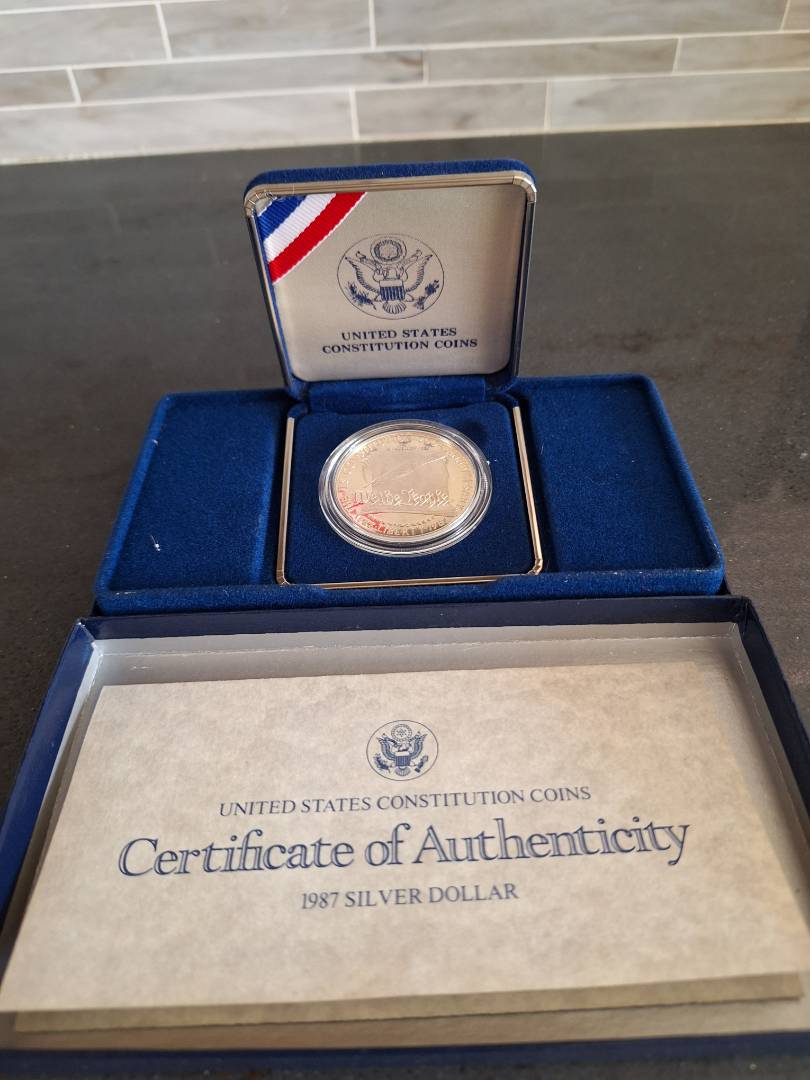 UNITED STATES
CONSTITUTION COINS
We the People
UNITED STATES CONSTITUTION COINS
Certificate of Authenticity
1987 SILVER DOLLAR